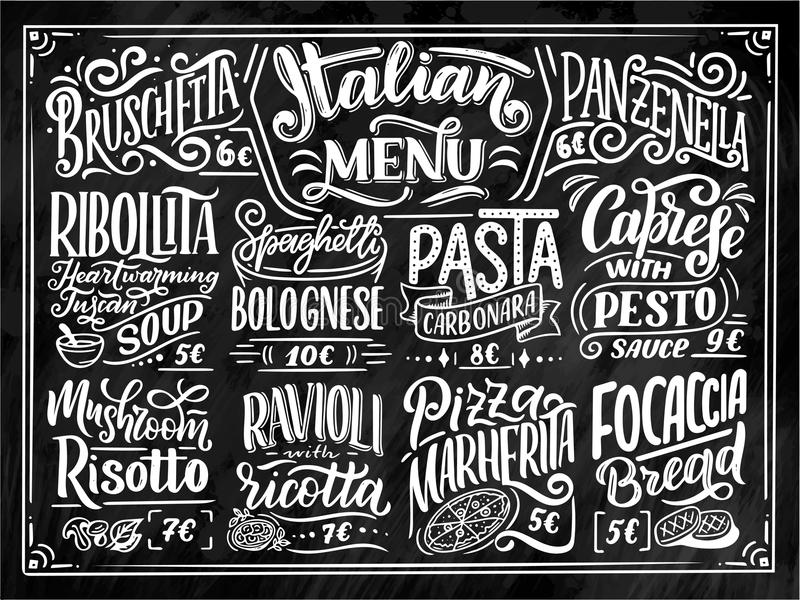 Italian
MENU
BRUSCHETTA
6€
PANZENELLA
6€
RIBOLLITA
Heartwarming
Tuscan
SOUP
5€
Spaghetti
BOLOGNESE
10€
PASTA
CARBONARA
8€
Caprese
WITH
PESTO
SAUCE 9€
Mushroom
Risotto
7€
RAVIOLI
with
ricotta
7€
Pizza
MARHERITA
5€
FOCACCIA
Bread
5€